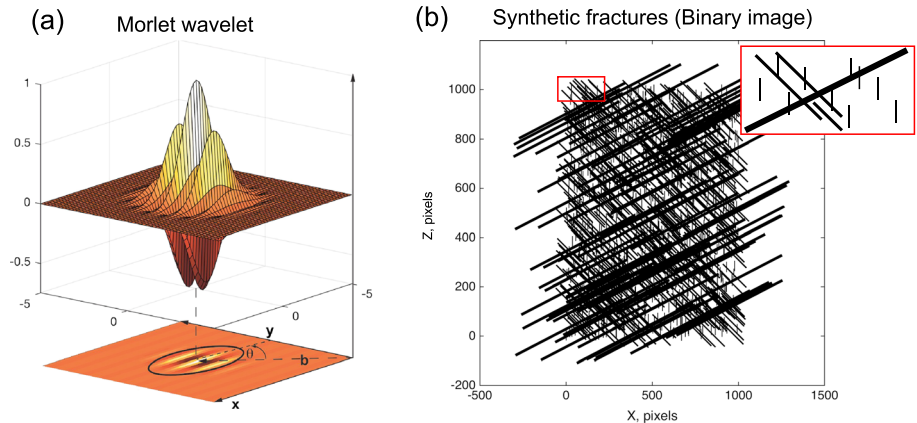 (a)
Morlet wavelet
1
0.5
0
-0.5
-5
0
0
-5
y
θ
b
x
(b)
Synthetic fractures (Binary image)
Z, pixels
1000
800
600
400
200
0
-200
-500
0
500
1000
1500
X, pixels